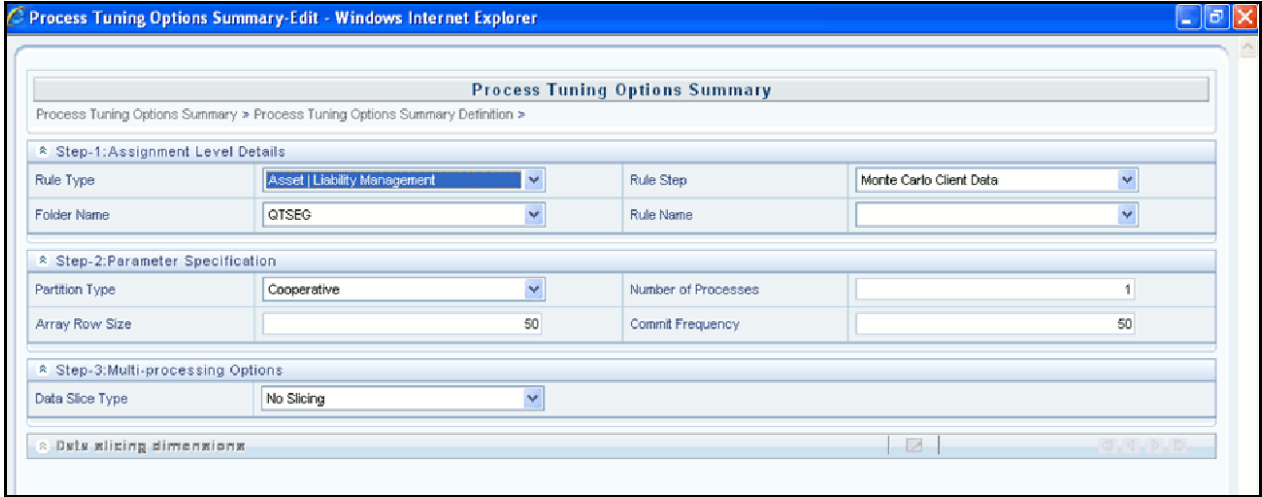 Process Tuning Options Summary-Edit - Windows Internet Explorer
Process Tuning Options Summary
Process Tuning Options Summary > Process Tuning Options Summary Definition >
Step-1:Assignment Level Details
Rule Type Asset | Liability Management Rule Step Monte Carlo Client Data
Folder Name QTSEG Rule Name
Step-2:Parameter Specification
Partition Type Cooperative Number of Processes 1
Array Row Size 50 Commit Frequency 50
Step-3:Multi-processing Options
Data Slice Type No Slicing
Data slicing dimensions